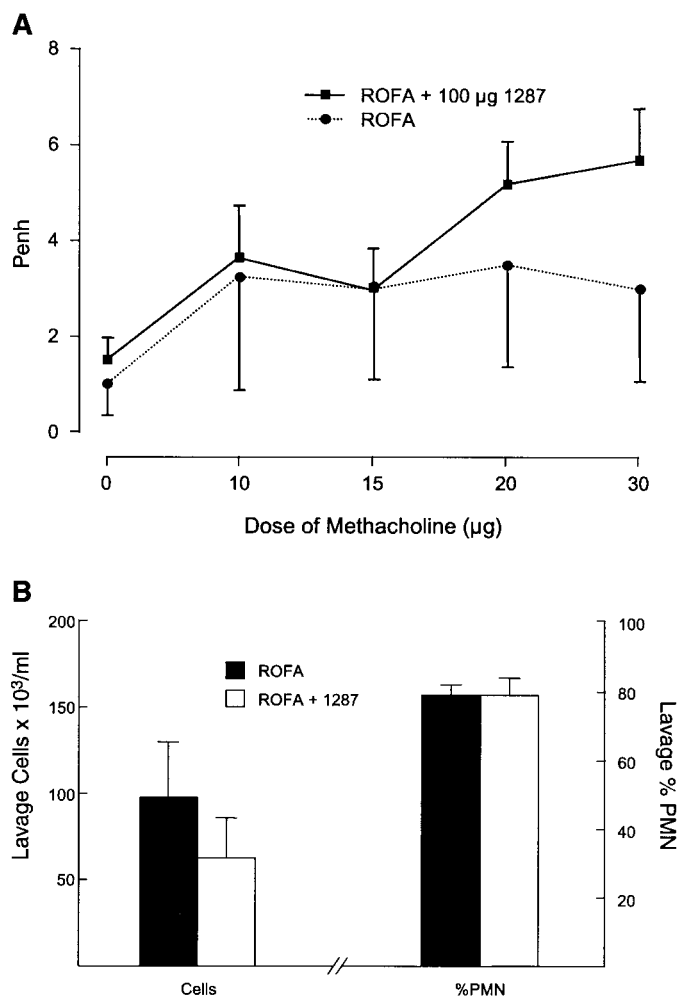 A
8
6
4
2
0
Penh
ROFA + 100 µg 1287
ROFA
0 10 15 20 30
Dose of Methacholine (µg)
B
200
150
100
50
Lavage Cells x 10³/ml
ROFA
ROFA + 1287
100
80
60
40
20
Lavage % PMN
Cells %PMN